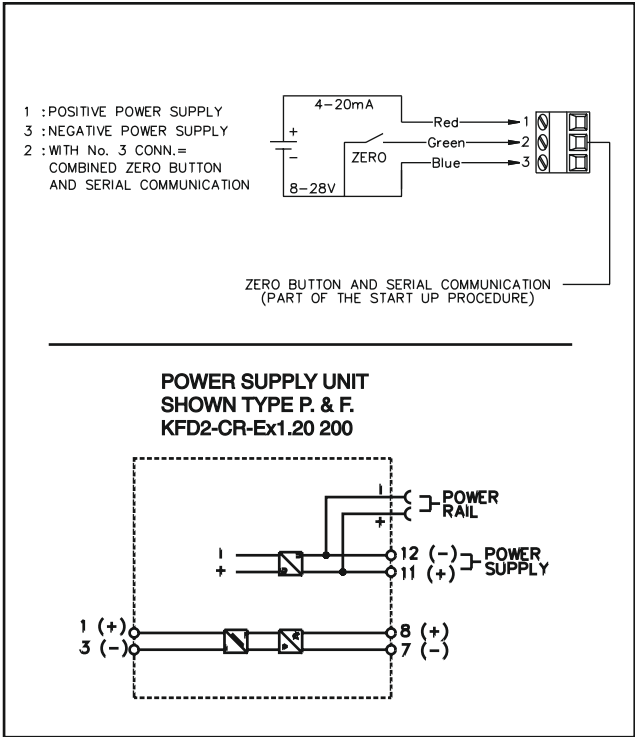 1 : POSITIVE POWER SUPPLY
3 : NEGATIVE POWER SUPPLY
2 : WITH No. 3 CONN.=
COMBINED ZERO BUTTON
AND SERIAL COMMUNICATION
4-20mA
+
-
8-28V
ZERO
Red 1
Green 2
Blue 3
ZERO BUTTON AND SERIAL COMMUNICATION
(PART OF THE START UP PROCEDURE)
POWER SUPPLY UNIT
SHOWN TYPE P. & F.
KFD2-CR-Ex1.20 200
I
+
POWER
RAIL
I
+
12 (-)
11 (+)
POWER
SUPPLY
1 (+)
3 (-)
8 (+)
7 (-)